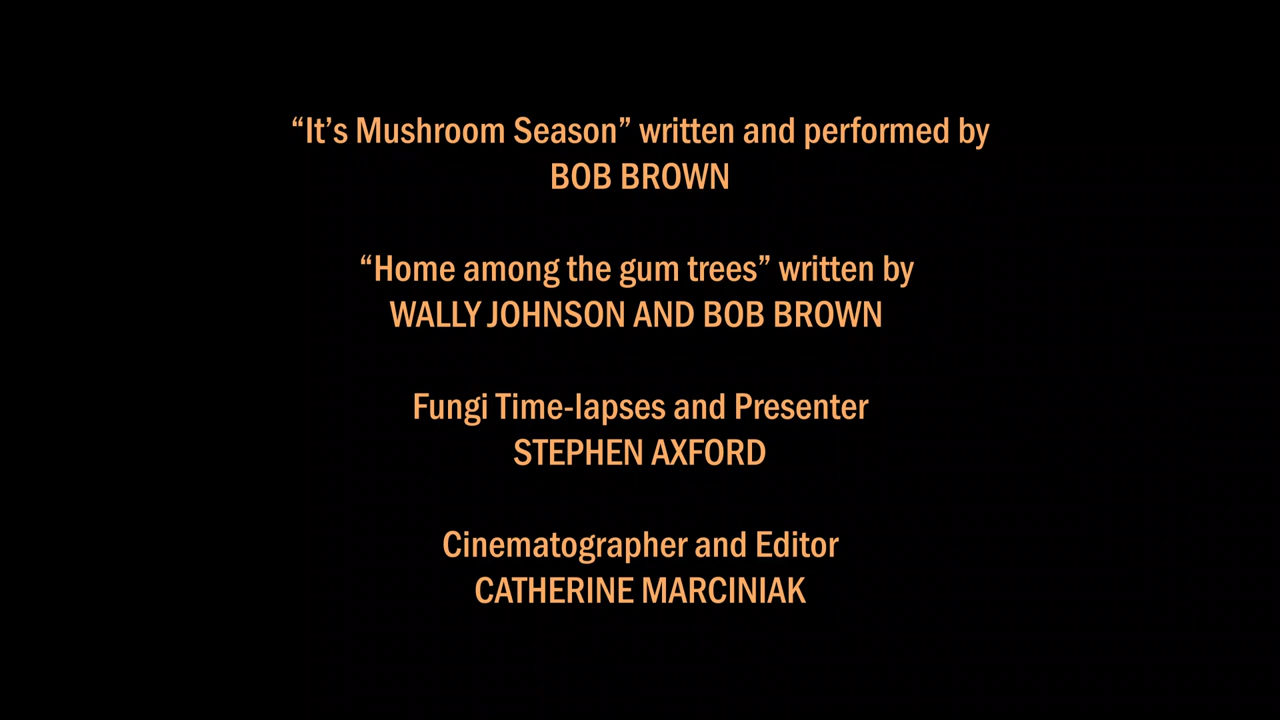 “It’s Mushroom Season” written and performed by
BOB BROWN
“Home among the gum trees” written by
WALLY JOHNSON AND BOB BROWN
Fungi Time-lapses and Presenter
STEPHEN AXFORD
Cinematographer and Editor
CATHERINE MARCINIAK